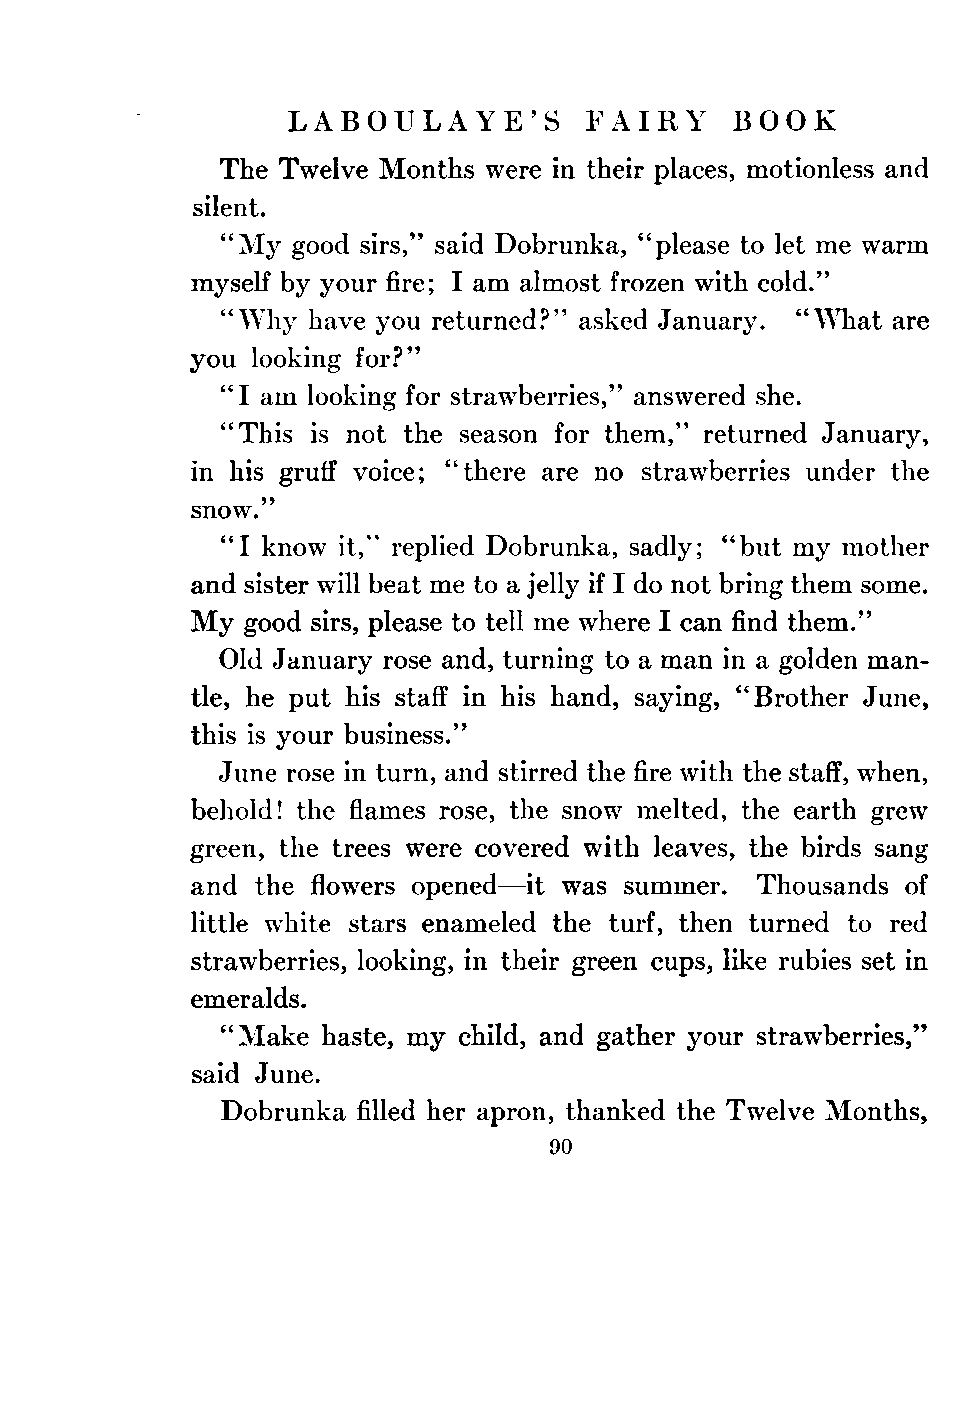 LABOULAYE'S FAIRY BOOK
The Twelve Months were in their places, motionless and
silent.
"My good sirs," said Dobrunka, "please to let me warm
myself by your fire; I am almost frozen with cold."
"Why have you returned?" asked January. "What are
you looking for?"
"I am looking for strawberries," answered she.
"This is not the season for them," returned January,
in his gruff voice; "there are no strawberries under the
snow."
"I know it," replied Dobrunka, sadly; "but my mother
and sister will beat me to a jelly if I do not bring them some.
My good sirs, please to tell me where I can find them."
Old January rose and, turning to a man in a golden man-
tle, he put his staff in his hand, saying, "Brother June,
this is your business."
June rose in turn, and stirred the fire with the staff, when,
behold! the flames rose, the snow melted, the earth grew
green, the trees were covered with leaves, the birds sang
and the flowers opened—it was summer. Thousands of
little white stars enameled the turf, then turned to red
strawberries, looking, in their green cups, like rubies set in
emeralds.
"Make haste, my child, and gather your strawberries,"
said June.
Dobrunka filled her apron, thanked the Twelve Months,
90